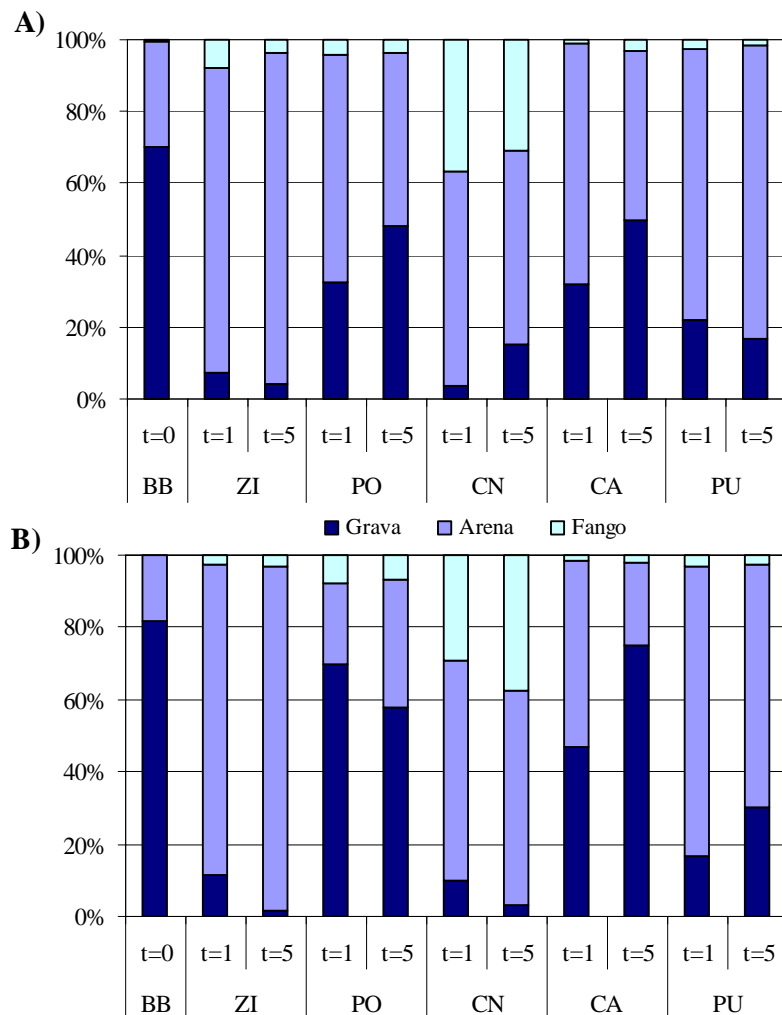 A)
100%
80%
60%
40%
20%
0%
t=0 t=1 t=5 t=1 t=5 t=1 t=5 t=1 t=5 t=1 t=5
BB ZI PO CN CA PU
Grava Arena Fango
B)
100%
80%
60%
40%
20%
0%
t=0 t=1 t=5 t=1 t=5 t=1 t=5 t=1 t=5 t=1 t=5
BB ZI PO CN CA PU